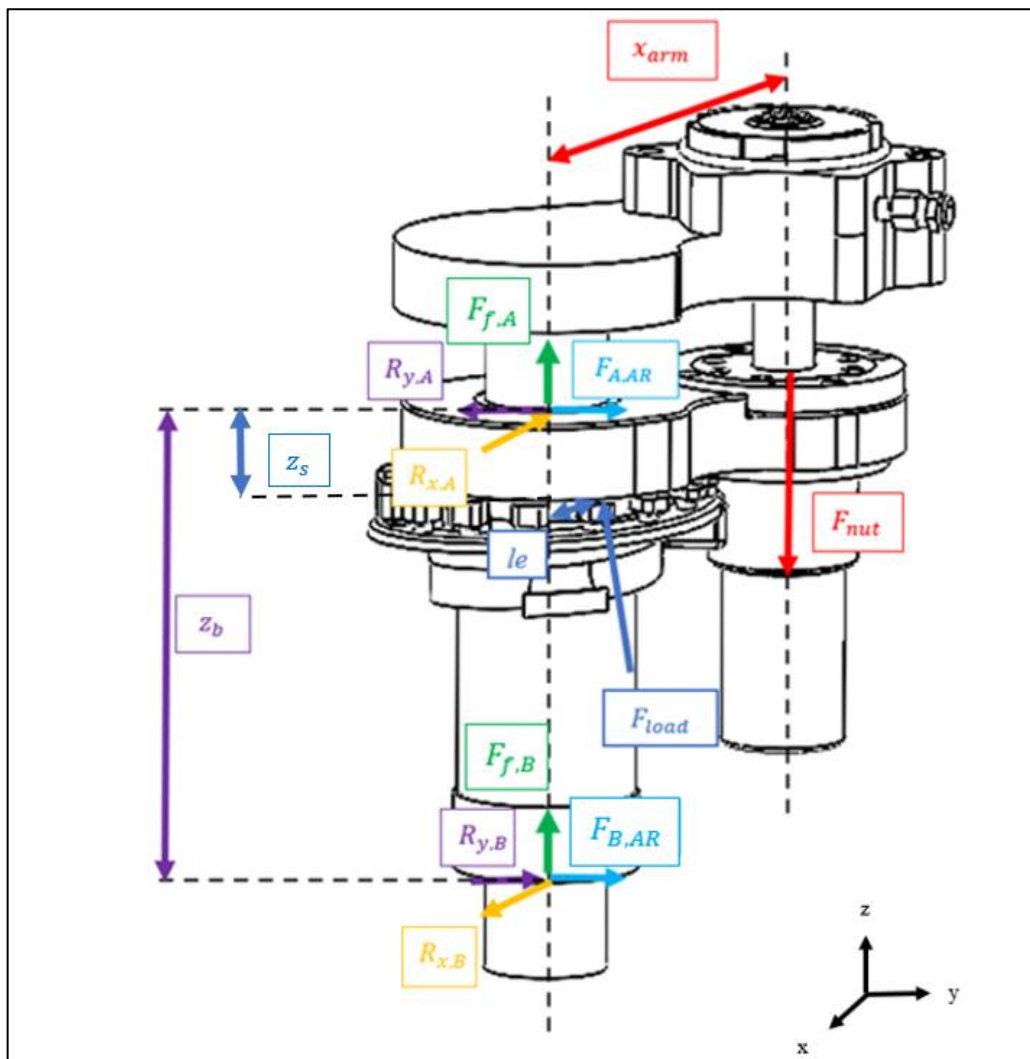 x_arm
F_f,A
R_y,A
F_A,AR
z_s
R_x,A
F_nut
le
z_b
F_load
F_f,B
R_y,B
F_B,AR
R_x,B
z
y
x